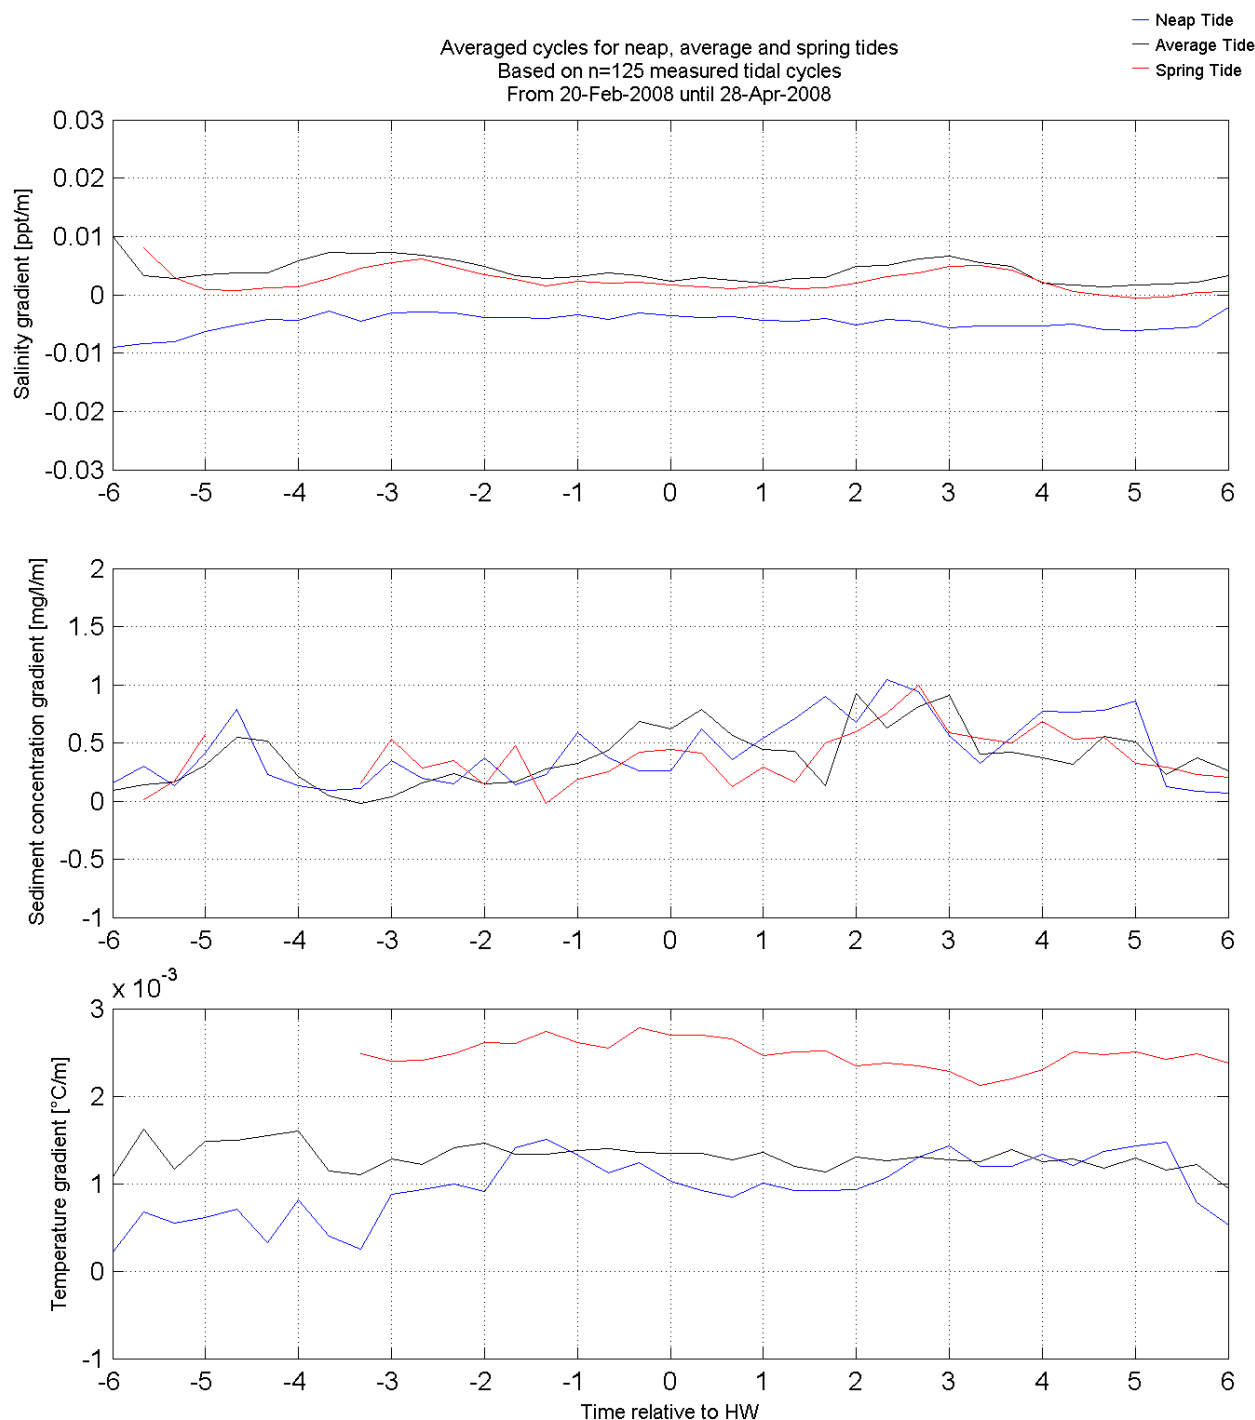 Neap Tide
Average Tide
Spring Tide
Averaged cycles for neap, average and spring tides
Based on n=125 measured tidal cycles
From 20-Feb-2008 until 28-Apr-2008
Salinity gradient [ppt/m]
0.03
0.02
0.01
0
-0.01
-0.02
-0.03
-6 -5 -4 -3 -2 -1 0 1 2 3 4 5 6
Sediment concentration gradient [mg/l/m]
2
1.5
1
0.5
0
-0.5
-1
-6 -5 -4 -3 -2 -1 0 1 2 3 4 5 6
x 10^-3
Temperature gradient [°C/m]
3
2
1
0
-1
-6 -5 -4 -3 -2 -1 0 1 2 3 4 5 6
Time relative to HW